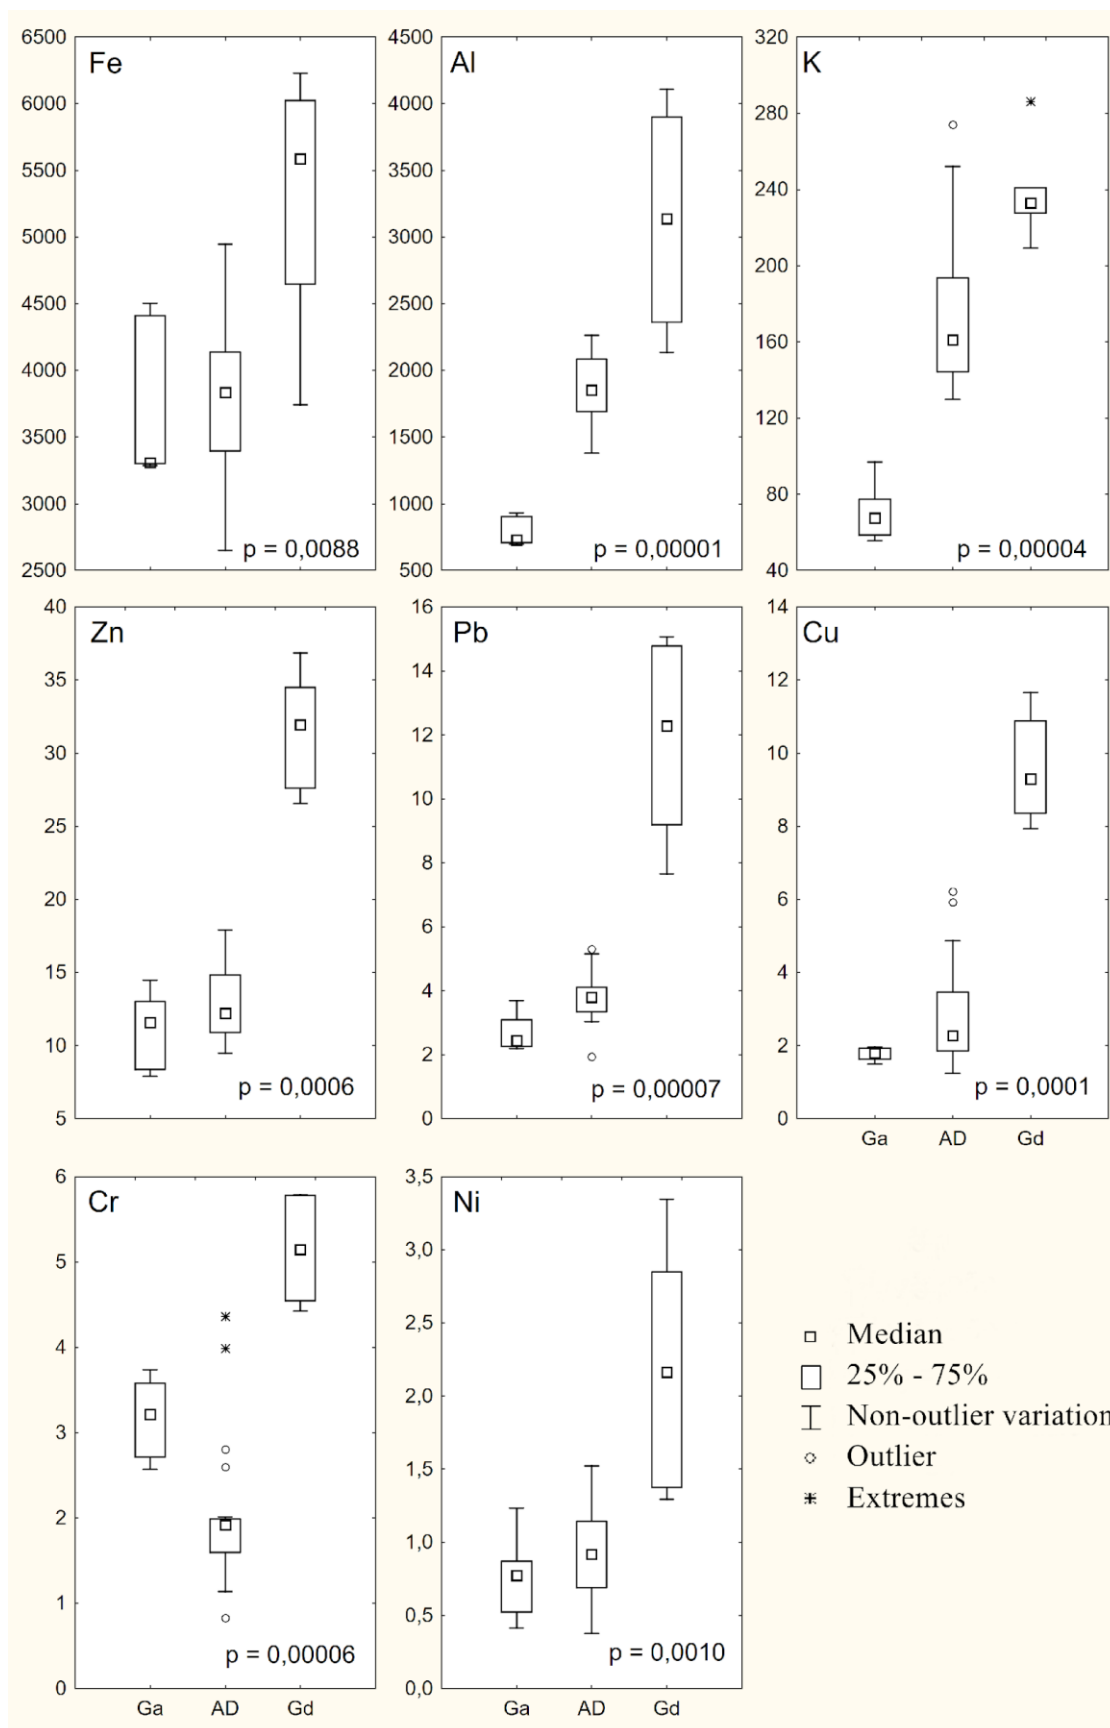 Fe
6500
6000
5500
5000
4500
4000
3500
3000
2500
p = 0,0088
Al
4500
4000
3500
3000
2500
2000
1500
1000
500
p = 0,00001
K
320
280
240
200
160
120
80
40
p = 0,00004
Zn
40
35
30
25
20
15
10
5
p = 0,0006
Pb
16
14
12
10
8
6
4
2
0
p = 0,00007
Cu
14
12
10
8
6
4
2
0
p = 0,0001
Ga AD Gd
Cr
6
5
4
3
2
1
0
p = 0,00006
Ga AD Gd
Ni
3,5
3,0
2,5
2,0
1,5
1,0
0,5
0,0
p = 0,0010
Ga AD Gd
Median
25% - 75%
Non-outlier variation
Outlier
Extremes